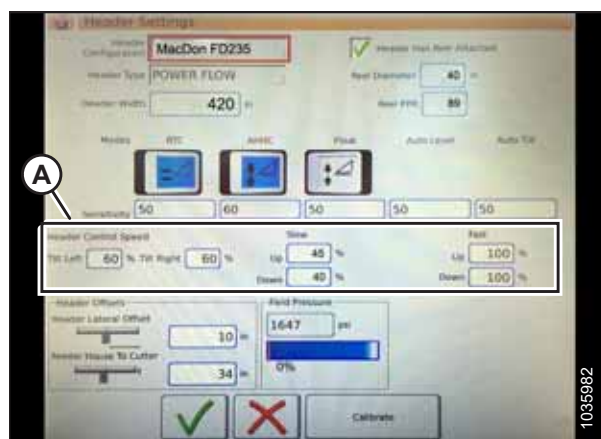 Header Settings
Header Configuration MacDon FD235
Header Has Reel Attached
Header Type POWER FLOW
Reel Diameter 40 in
Header Width 420 in
Reel PPR 89
Modes RTC AHHC Float Auto Level Auto Tilt
A
Sensitivity 50 60 50 50 50
Header Control Speed Slow Fast
Tilt Left 60 % Tilt Right 60 % Up 45 % Up 100 %
Down 40 % Down 100 %
Header Offsets Field Pressure
Header Lateral Offset
10 in 1647 psi
Feeder House To Cutter
34 in 0%
Calibrate
1035982